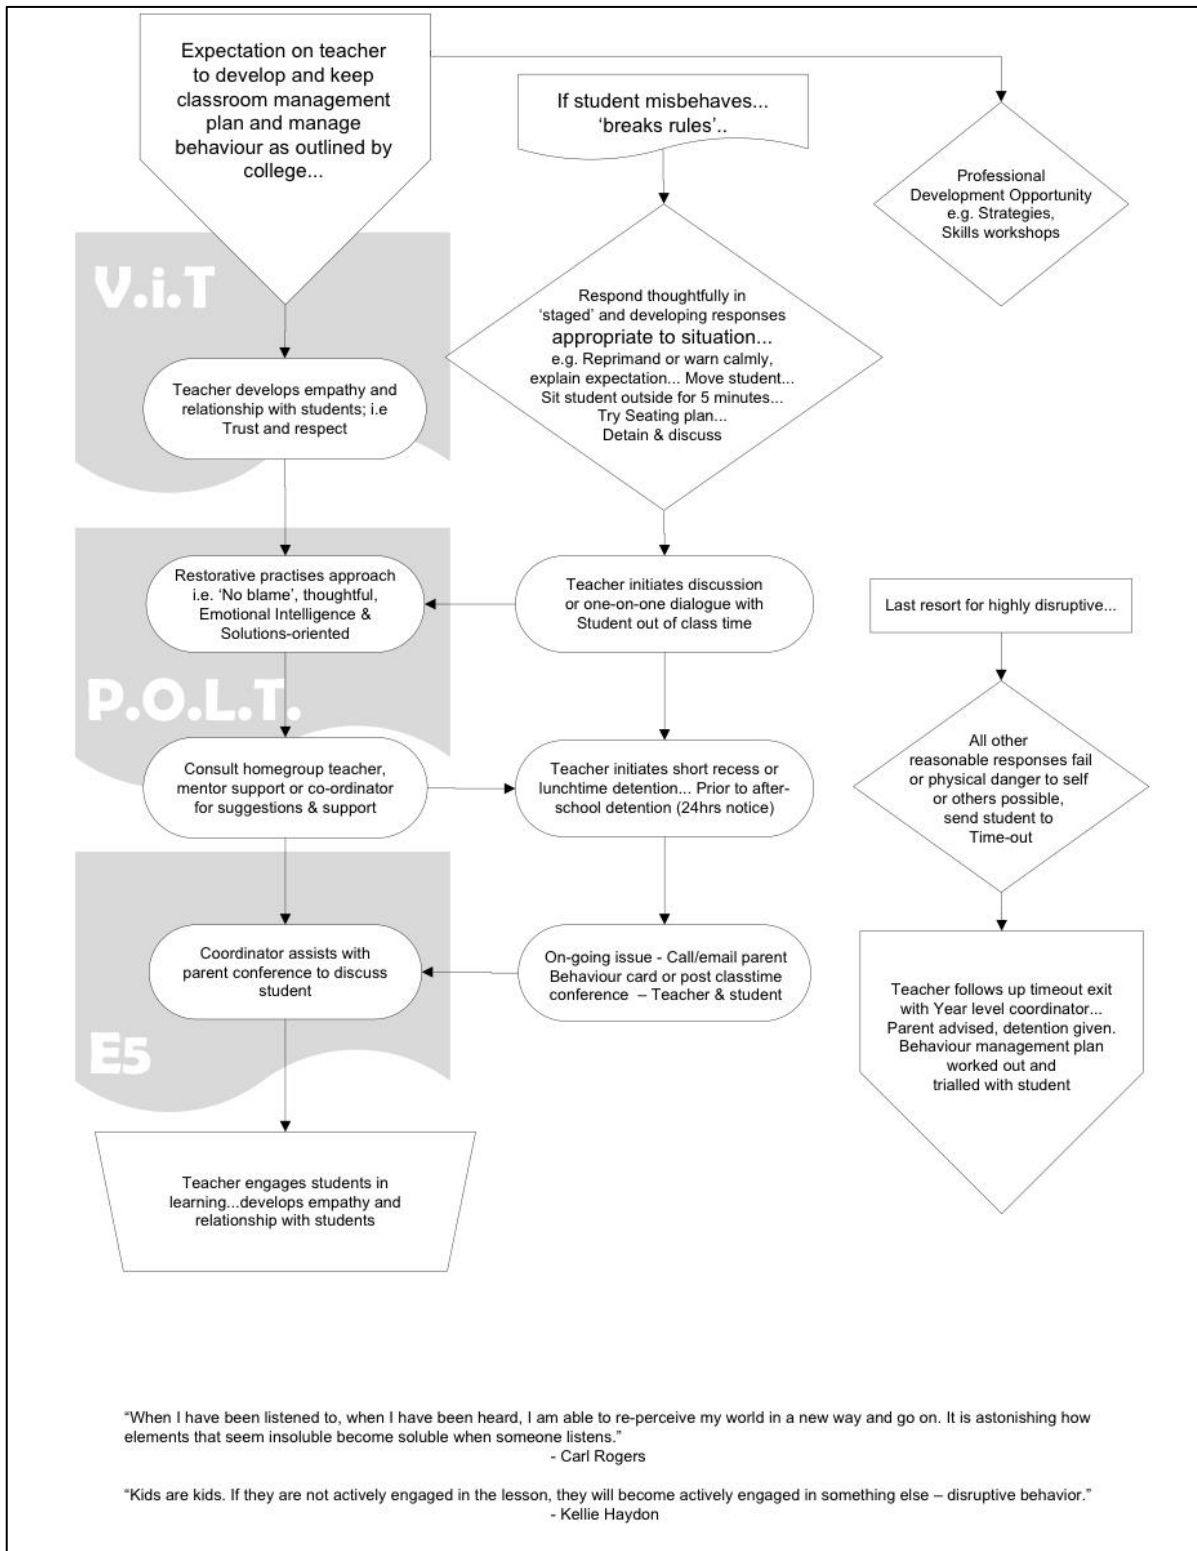 Expectation on teacher
to develop and keep
classroom management
plan and manage
behaviour as outlined by
college...
If student misbehaves...
‘breaks rules’..
Professional
Development Opportunity
e.g. Strategies,
Skills workshops
V.i.T
Respond thoughtfully in
‘staged’ and developing responses
appropriate to situation...
e.g. Reprimand or warn calmly,
explain expectation... Move student...
Sit student outside for 5 minutes...
Try Seating plan...
Detain & discuss
Teacher develops empathy and
relationship with students; i.e
Trust and respect
Restorative practises approach
i.e. ‘No blame’, thoughtful,
Emotional Intelligence &
Solutions-oriented
Teacher initiates discussion
or one-on-one dialogue with
Student out of class time
Last resort for highly disruptive...
P.O.L.T.
Consult homegroup teacher,
mentor support or co-ordinator
for suggestions & support
Teacher initiates short recess or
lunchtime detention... Prior to after-
school detention (24hrs notice)
All other
reasonable responses fail
or physical danger to self
or others possible,
send student to
Time-out
Coordinator assists with
parent conference to discuss
student
On-going issue - Call/email parent
Behaviour card or post classtime
conference – Teacher & student
Teacher follows up timeout exit
with Year level coordinator...
Parent advised, detention given.
Behaviour management plan
worked out and
trialled with student
E5
Teacher engages students in
learning...develops empathy and
relationship with students
“When I have been listened to, when I have been heard, I am able to re-perceive my world in a new way and go on. It is astonishing how
elements that seem insoluble become soluble when someone listens.”
- Carl Rogers
“Kids are kids. If they are not actively engaged in the lesson, they will become actively engaged in something else – disruptive behavior.”
- Kellie Haydon